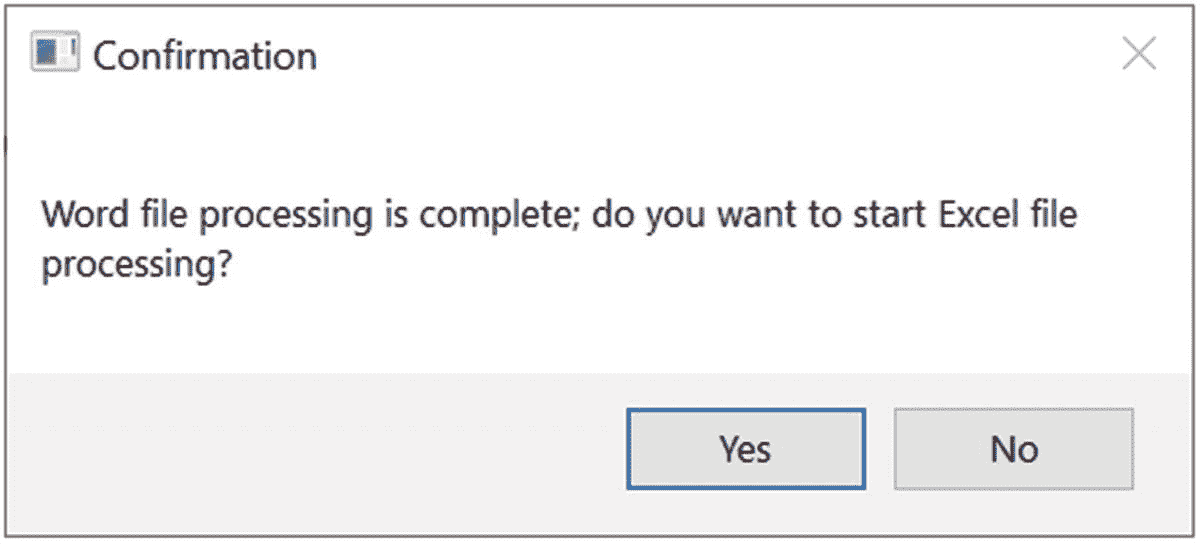 Confirmation
Word file processing is complete; do you want to start Excel file
processing?
Yes
No